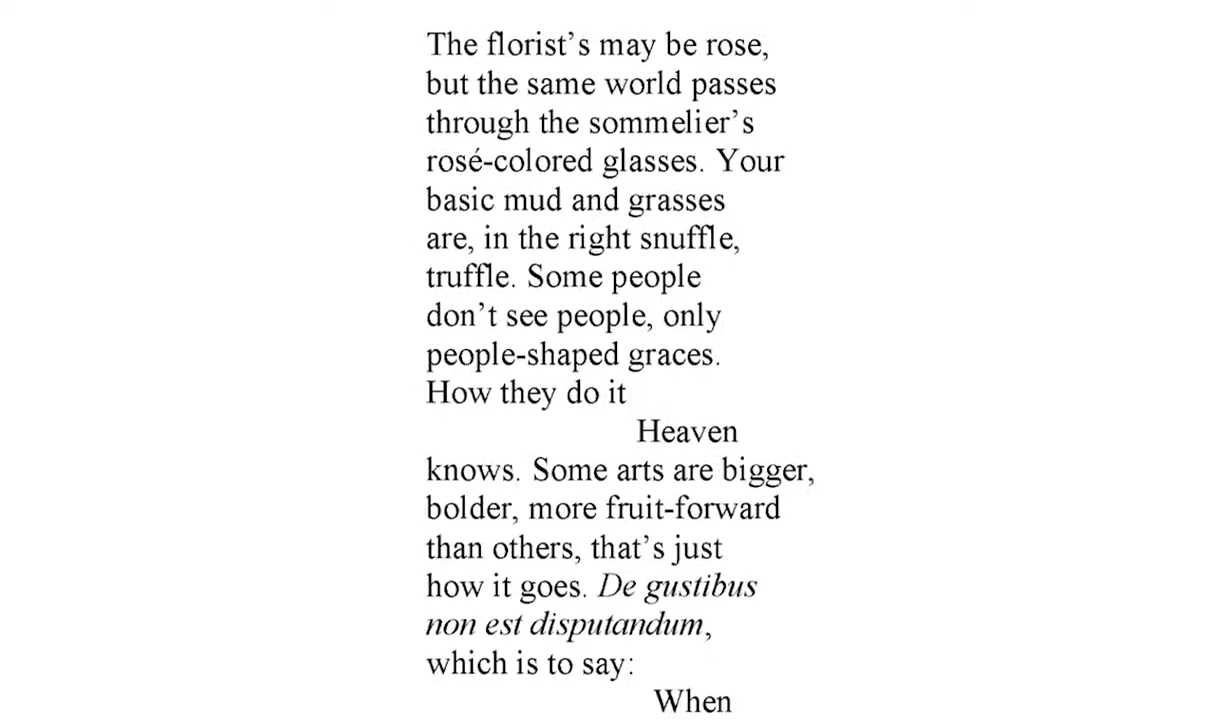 The florist’s may be rose,
but the same world passes
through the sommelier’s
rosé-colored glasses. Your
basic mud and grasses
are, in the right snuffle,
truffle. Some people
don’t see people, only
people-shaped graces.
How they do it
Heaven
knows. Some arts are bigger,
bolder, more fruit-forward
than others, that’s just
how it goes. De gustibus
non est disputandum,
which is to say:
When